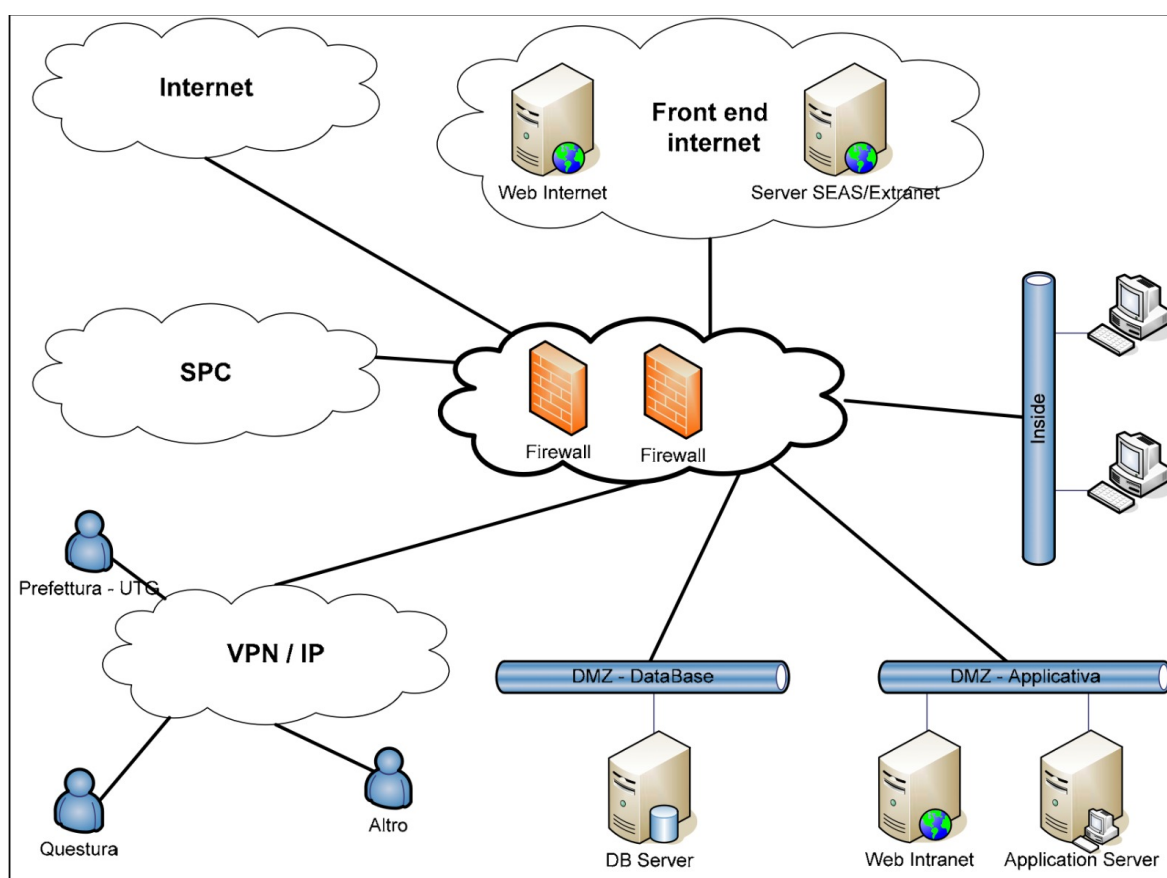 Internet
Front end
internet
Web Internet
Server SEAS/Extranet
SPC
Firewall
Firewall
Inside
Prefettura - UTG
VPN / IP
DMZ - DataBase
DMZ - Applicativa
Questura
Altro
DB Server
Web Intranet
Application Server